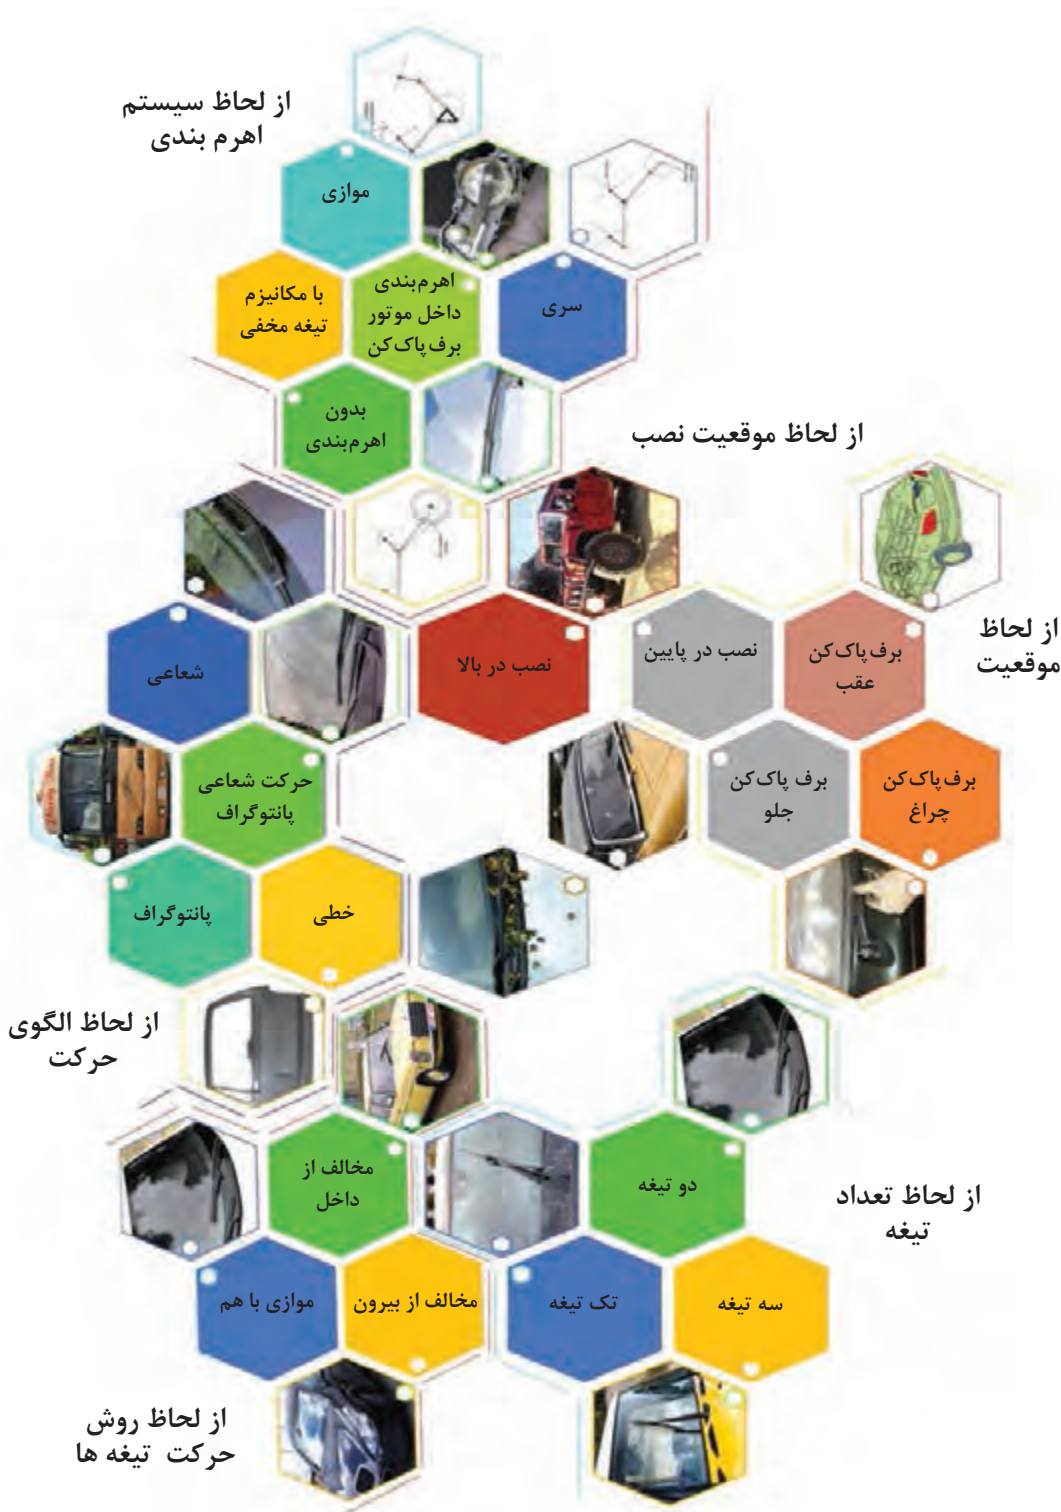 از لحاظ سیستم
اهرم بندی
موازی
با مکانیزم
تیغه مخفی
اهرم‌بندی
داخل موتور
برف پاک کن
سری
بدون
اهرم‌بندی
از لحاظ موقعیت نصب
نصب در بالا
نصب در پایین
از لحاظ
موقعیت
برف پاک کن
عقب
برف پاک کن
جلو
برف پاک کن
چراغ
شعاعی
حرکت شعاعی
پانتوگراف
پانتوگراف
خطی
از لحاظ الگوی
حرکت
مخالف از
داخل
موازی با هم
مخالف از بیرون
از لحاظ روش
حرکت تیغه ها
دو تیغه
تک تیغه
سه تیغه
از لحاظ تعداد
تیغه